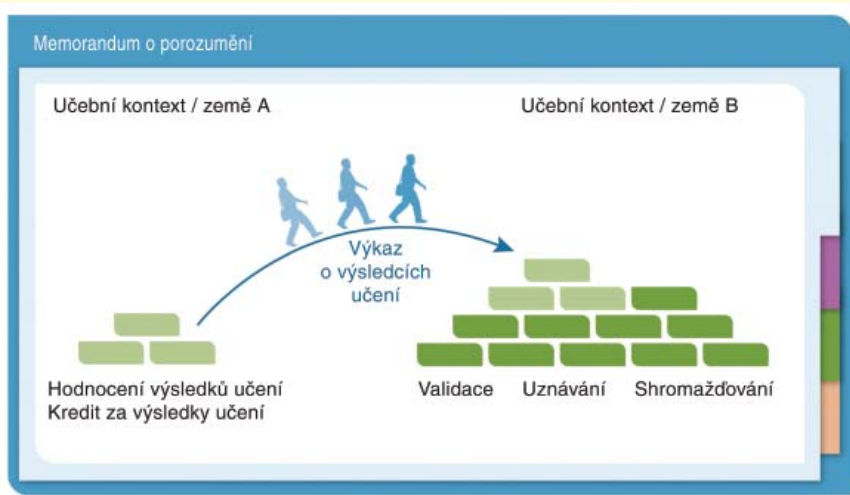 Memorandum o porozumění
Učební kontext / země A
Učební kontext / země B
Výkaz
o výsledcích
učení
Hodnocení výsledků učení
Kredit za výsledky učení
Validace Uznávání Shromažďování